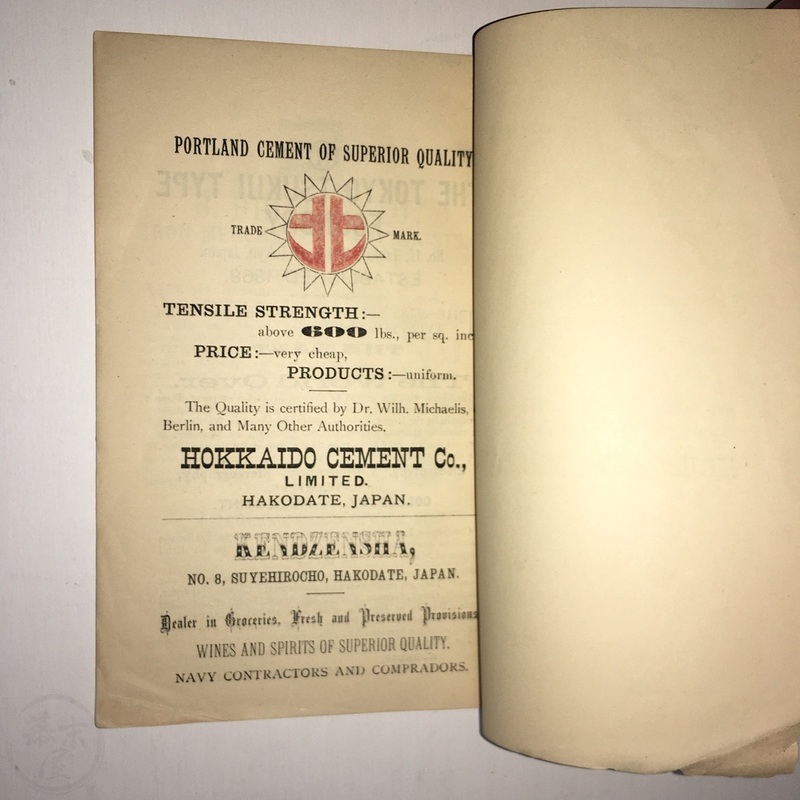 PORTLAND CEMENT OF SUPERIOR QUALITY
TRADE MARK.
TENSILE STRENGTH:—
above 600 lbs., per sq. inc
PRICE:—very cheap,
PRODUCTS:—uniform.
The Quality is certified by Dr. Wilh. Michaelis,
Berlin, and Many Other Authorities.
HOKKAIDO CEMENT Co.,
LIMITED.
HAKODATE, JAPAN.
KENDZENSHA,
NO. 8, SUYEHIROCHO, HAKODATE, JAPAN.
Dealer in Groceries, Fresh and Preserved Provisions
WINES AND SPIRITS OF SUPERIOR QUALITY.
NAVY CONTRACTORS AND COMPRADORS.